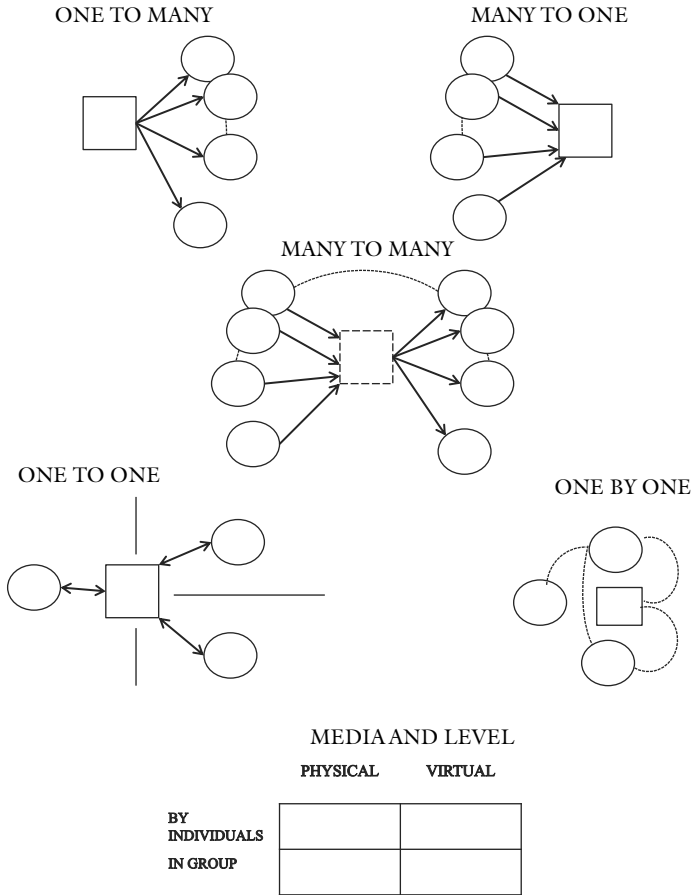 ONE TO MANY
MANY TO ONE
MANY TO MANY
ONE TO ONE
ONE BY ONE
MEDIA AND LEVEL
PHYSICAL VIRTUAL
BY
INDIVIDUALS
IN GROUP